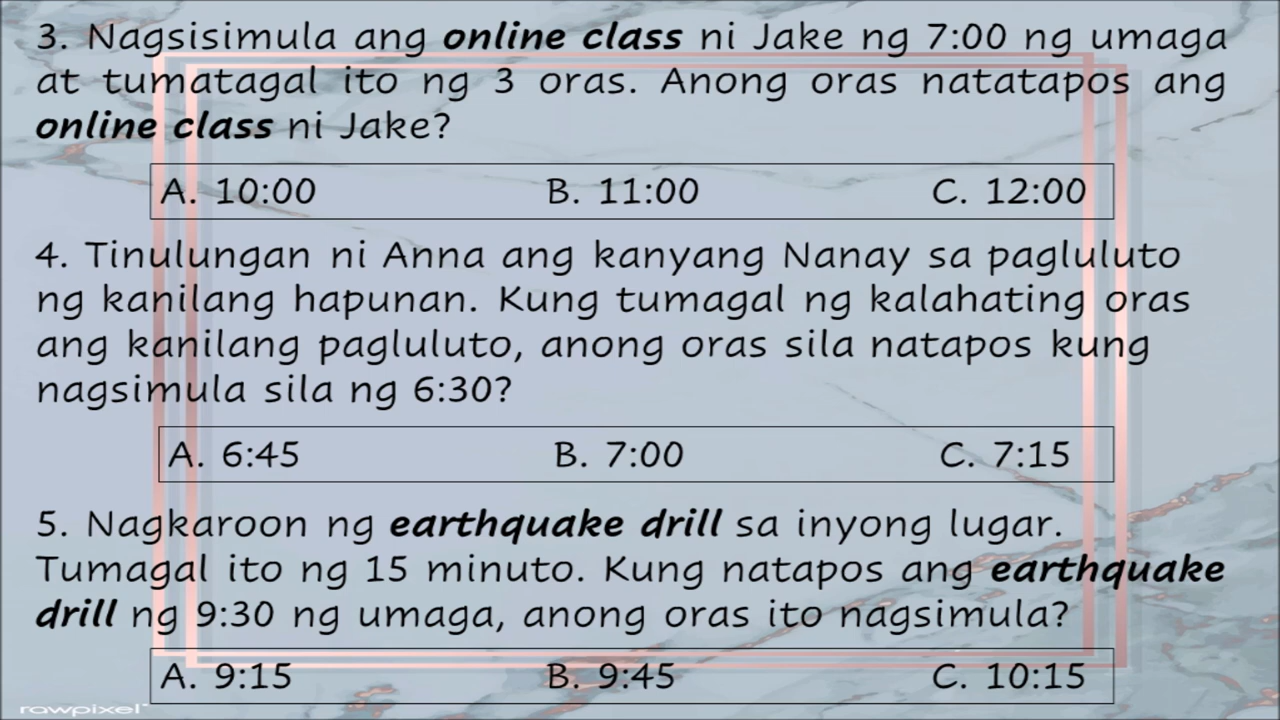 3. Nagsisimula ang online class ni Jake ng 7:00 ng umaga
at tumatagal ito ng 3 oras. Anong oras natatapos ang
online class ni Jake?
A. 10:00 B. 11:00 C. 12:00
4. Tinulungan ni Anna ang kanyang Nanay sa pagluluto
ng kanilang hapunan. Kung tumagal ng kalahating oras
ang kanilang pagluluto, anong oras sila natapos kung
nagsimula sila ng 6:30?
A. 6:45 B. 7:00 C. 7:15
5. Nagkaroon ng earthquake drill sa inyong lugar.
Tumagal ito ng 15 minuto. Kung natapos ang earthquake
drill ng 9:30 ng umaga, anong oras ito nagsimula?
A. 9:15 B. 9:45 C. 10:15
rawpixel